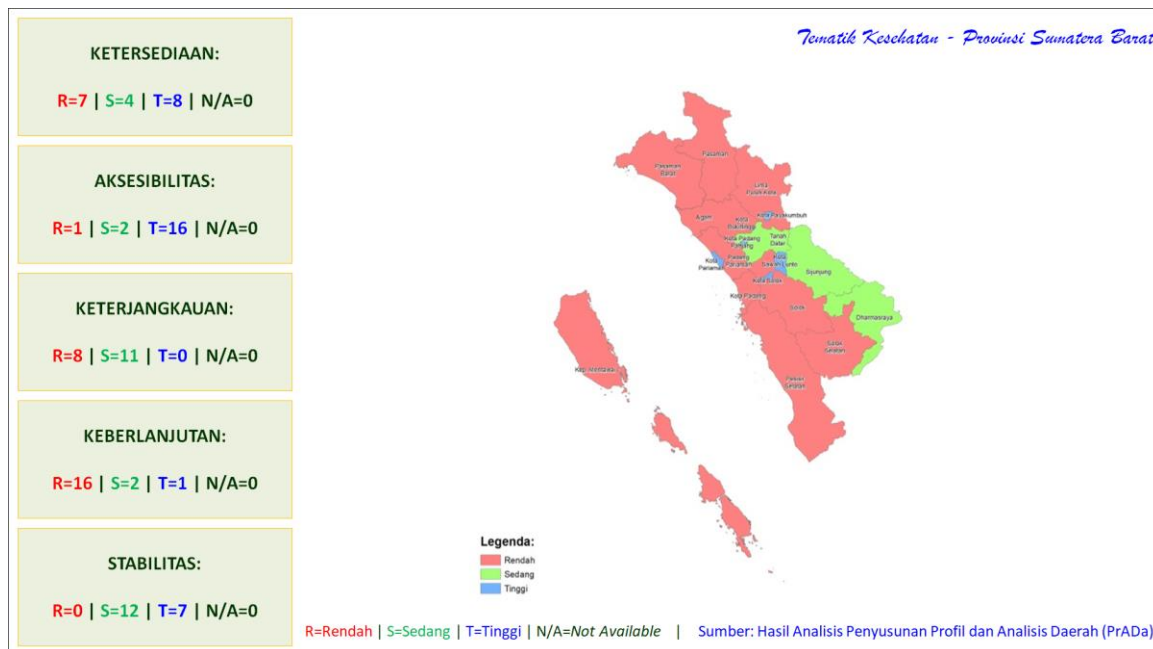 KETERSEDIAAN:
R=7 | S=4 | T=8 | N/A=0
AKSESIBILITAS:
R=1 | S=2 | T=16 | N/A=0
KETERJANGKAUAN:
R=8 | S=11 | T=0 | N/A=0
KEBERLANJUTAN:
R=16 | S=2 | T=1 | N/A=0
STABILITAS:
R=0 | S=12 | T=7 | N/A=0
Tematik Kesehatan - Provinsi Sumatera Barat
Pasaman
Pasaman
Barat
Lima
Puluh Kota
Agam
Kota
Bukittinggi
Kota Payakumbuh
Kota Padang
Panjang
Tanah
Datar
Kota
Pariaman
Padang
Pariaman
Kota
Sawah Lunto
Sijunjung
Kota Solok
Kota Padang
Solok
Dharmasraya
Solok
Selatan
Pesisir
Selatan
Kep. Mentawai
Legenda:
Rendah
Sedang
Tinggi
R=Rendah | S=Sedang | T=Tinggi | N/A=Not Available | Sumber: Hasil Analisis Penyusunan Profil dan Analisis Daerah (PrADa)